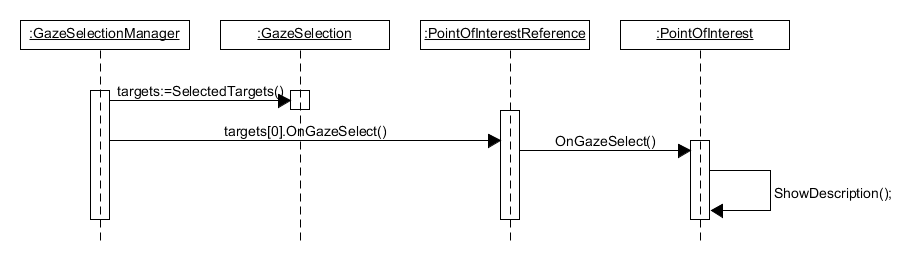 :GazeSelectionManager
:GazeSelection
:PointOfInterestReference
:PointOfInterest
targets:=SelectedTargets()
targets[0].OnGazeSelect()
OnGazeSelect()
ShowDescription();